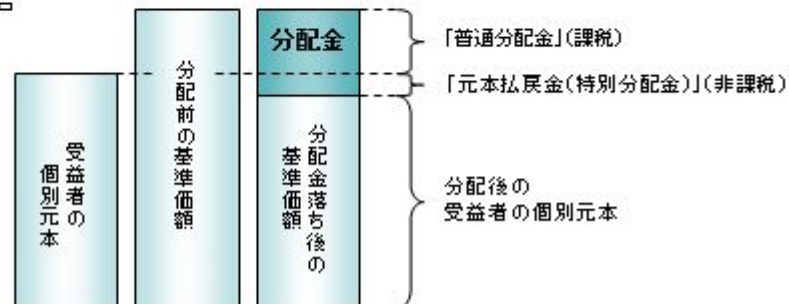 受益者の
個別元本
分配前の基準価額
分配金
分配金落ち後の
基準価額
「普通分配金」(課税)
「元本払戻金(特別分配金)」(非課税)
分配後の
受益者の個別元本